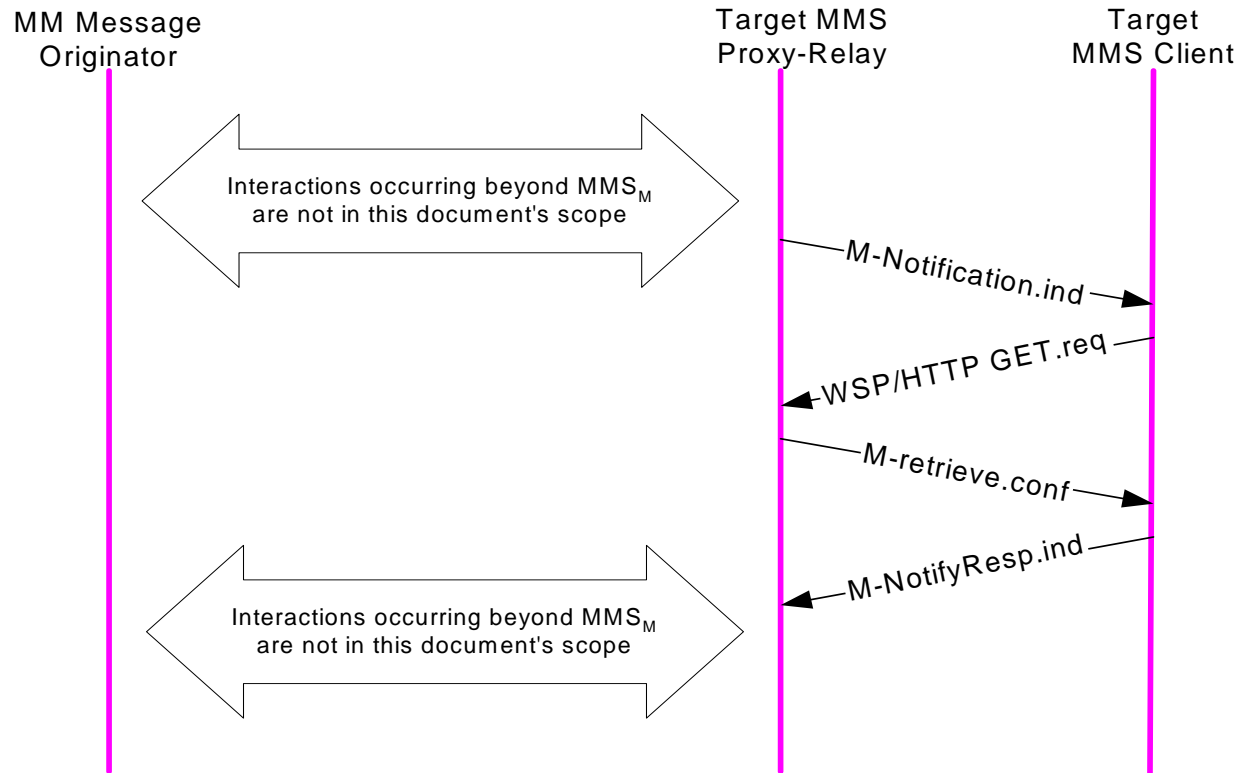 MM Message
Originator
Target MMS
Proxy-Relay
Target
MMS Client
Interactions occurring beyond MMS_M
are not in this document's scope
M-Notification.ind
WSP/HTTP GET.req
M-retrieve.conf
M-NotifyResp.ind
Interactions occurring beyond MMS_M
are not in this document's scope